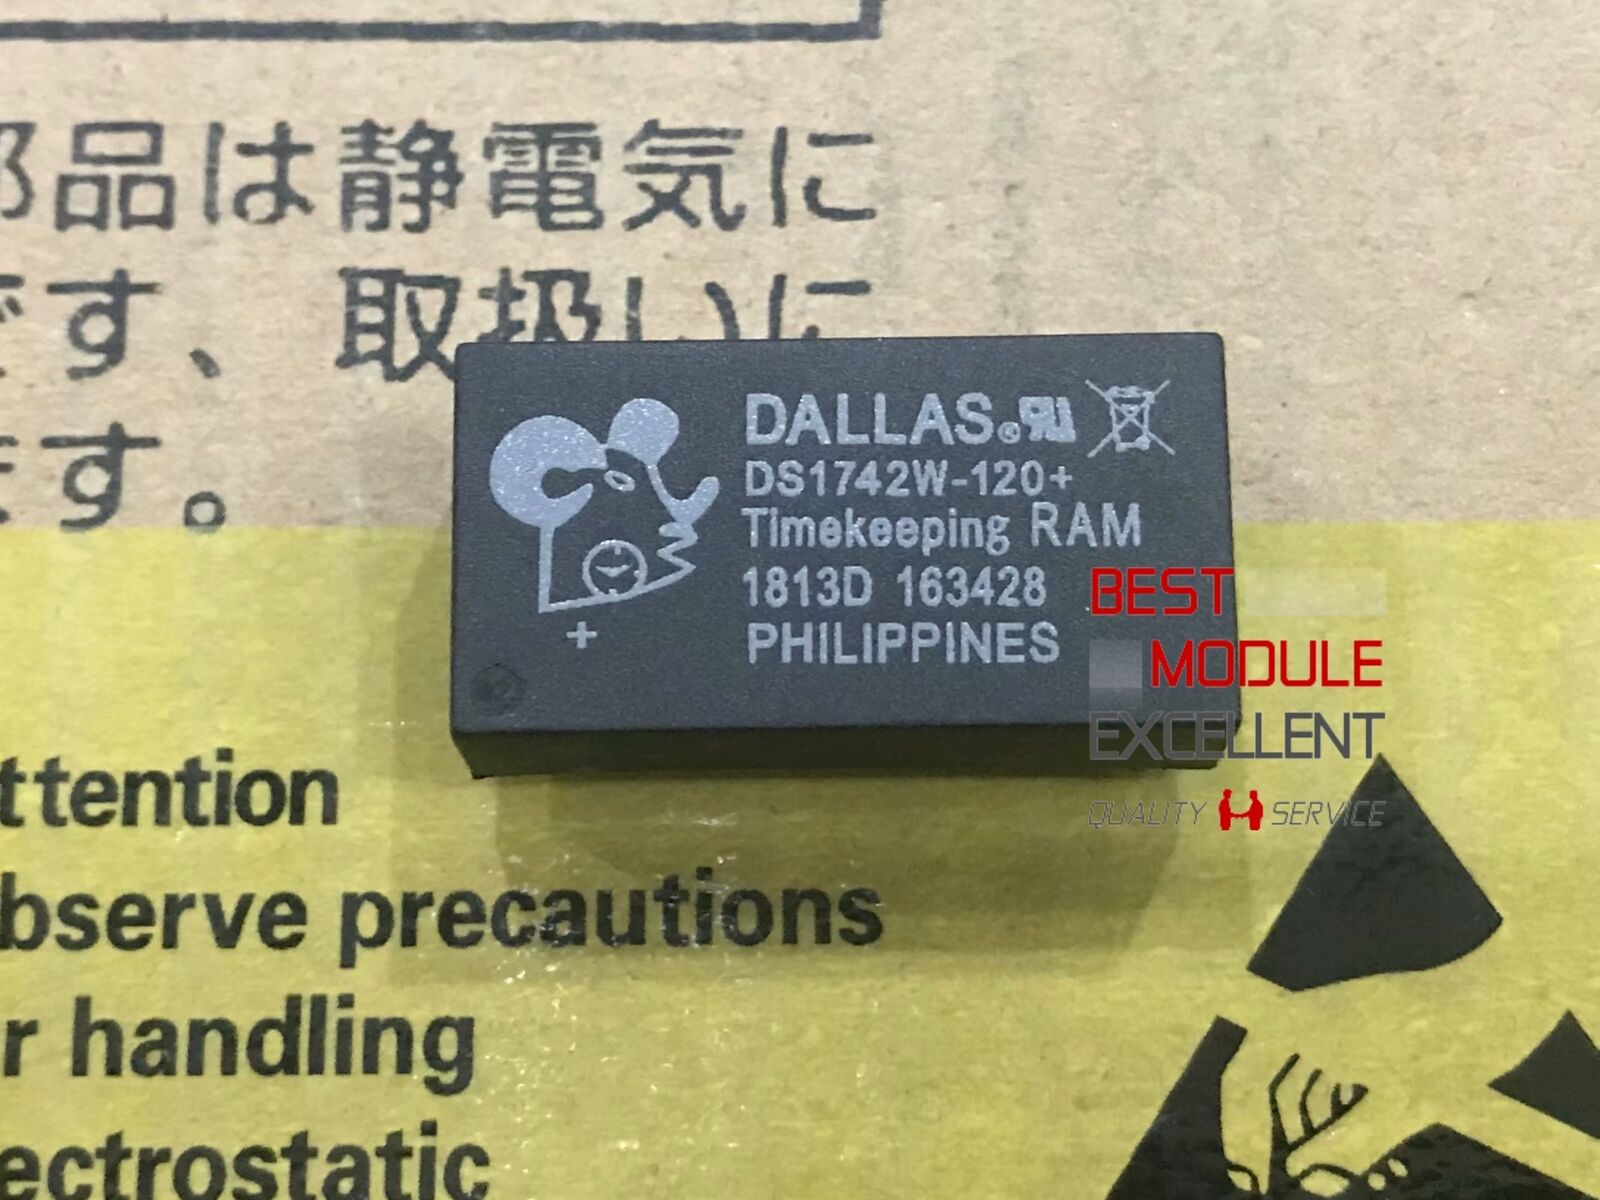 部品は静電気に
です、取扱いに
ます。
DALLAS®
DS1742W-120+
Timekeeping RAM
1813D 163428
PHILIPPINES
+
BEST
MODULE
EXCELLENT
QUALITY SERVICE
ttention
bserve precautions
r handling
ectrostatic